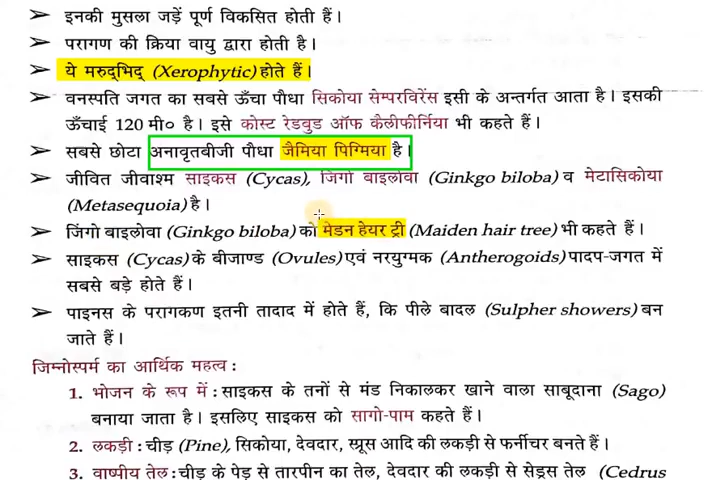 ➢ इनकी मुसला जड़ें पूर्ण विकसित होती हैं।
➢ परागण की क्रिया वायु द्वारा होती है।
➢ ये मरुद्भिद् (Xerophytic) होते हैं।
➢ वनस्पति जगत का सबसे ऊँचा पौधा सिकोया सेम्परविरेंस इसी के अन्तर्गत आता है। इसकी
ऊँचाई 120 मी० है। इसे कोस्ट रेडवुड ऑफ कैलीफोर्निया भी कहते हैं।
➢ सबसे छोटा अनावृतबीजी पौधा जैमिया पिग्मिया है।
➢ जीवित जीवाश्म साइकस (Cycas), जिंगो बाइलोवा (Ginkgo biloba) व मेटासिकोया
(Metasequoia) है।
➢ जिंगो बाइलोवा (Ginkgo biloba) को मेडन हेयर ट्री (Maiden hair tree) भी कहते हैं।
➢ साइकस (Cycas) के बीजाण्ड (Ovules) एवं नरयुग्मक (Antherogoids) पादप-जगत में
सबसे बड़े होते हैं।
➢ पाइनस के परागकण इतनी तादाद में होते हैं, कि पीले बादल (Sulpher showers) बन
जाते हैं।
जिम्नोस्पर्म का आर्थिक महत्व :
1. भोजन के रूप में : साइकस के तनों से मंड निकालकर खाने वाला साबूदाना (Sago)
बनाया जाता है। इसलिए साइकस को सागो-पाम कहते हैं।
2. लकड़ी : चीड़ (Pine), सिकोया, देवदार, स्प्रूस आदि की लकड़ी से फर्नीचर बनते हैं।
3. वाष्पीय तेल : चीड़ के पेड़ से तारपीन का तेल, देवदार की लकड़ी से सेड्रस तेल (Cedrus